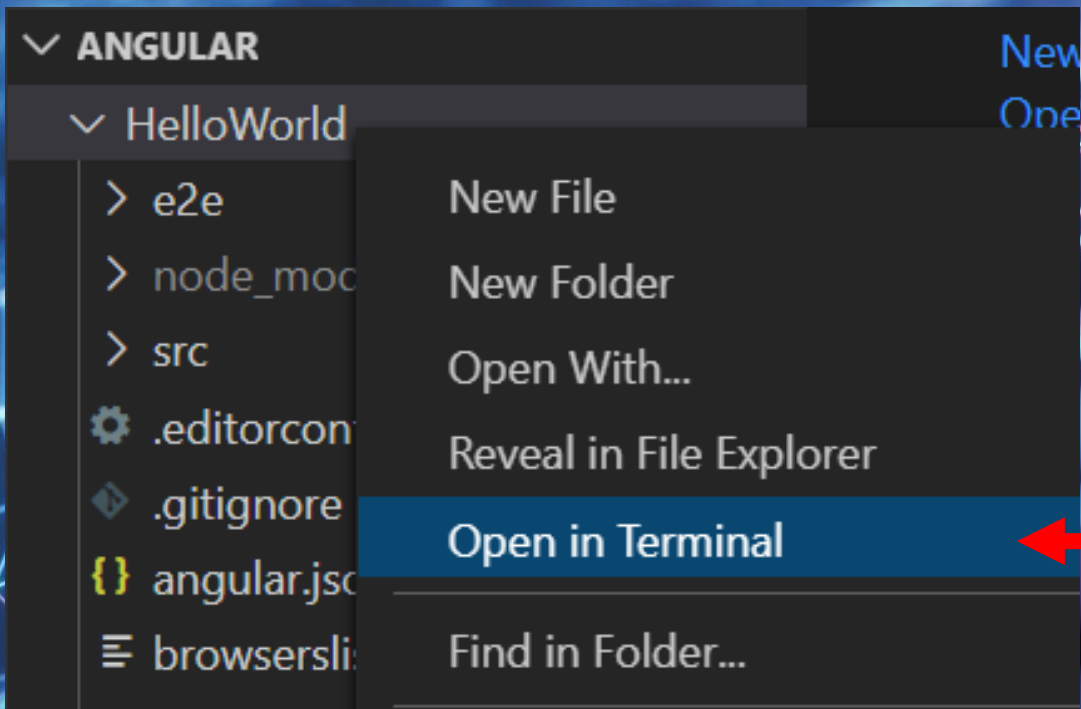 ANGULAR
HelloWorld
e2e
src
.gitignore
New File
New Folder
Open With...
Reveal in File Explorer
Open in Terminal
Find in Folder...
New